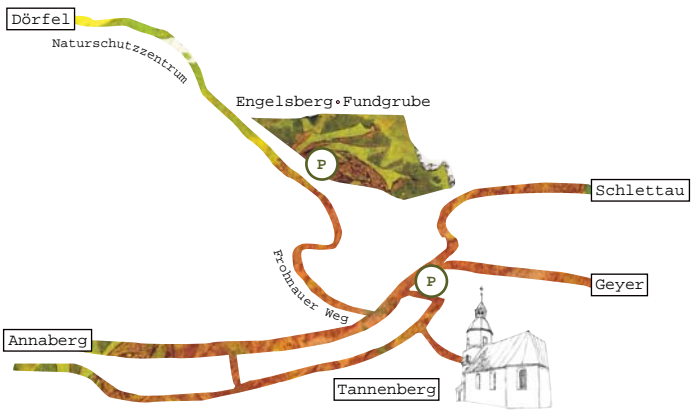 Dörfel
Naturschutzzentrum
Engelsberg•Fundgrube
P
Schlettau
Frohnauer Weg
P
Geyer
Annaberg
Tannenberg